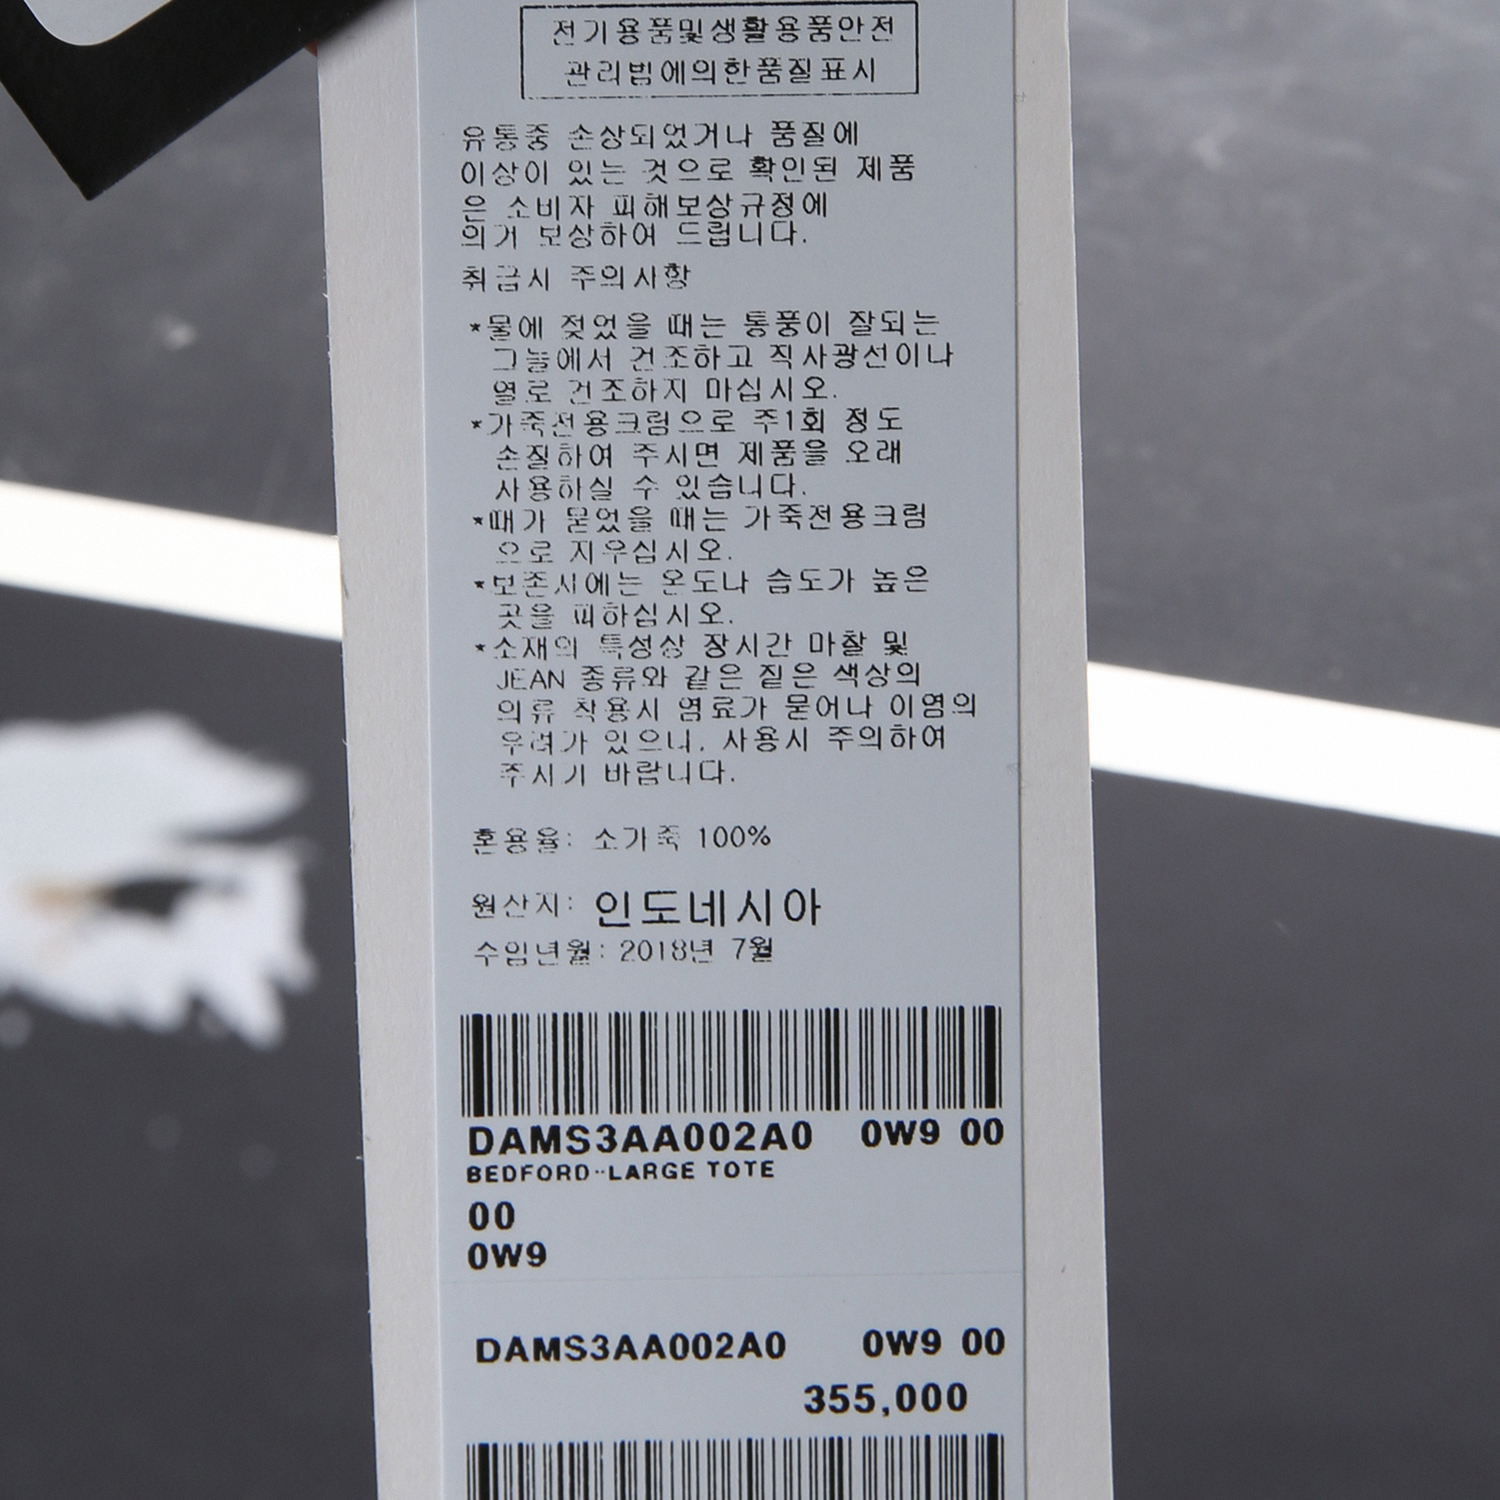 전기용품및생활용품안전
관리법에의한품질표시
유통중 손상되었거나 품질에
이상이 있는 것으로 확인된 제품
은 소비자 피해보상규정에
의거 보상하여 드립니다.
취급시 주의사항
*물에 젖었을 때는 통풍이 잘되는
그늘에서 건조하고 직사광선이나
열로 건조하지 마십시오.
*가죽전용크림으로 주1회 정도
손질하여 주시면 제품을 오래
사용하실 수 있습니다.
*때가 묻었을 때는 가죽전용크림
으로 지우십시오.
*보존시에는 온도나 습도가 높은
곳을 피하십시오.
*소재의 특성상 장시간 마찰 및
JEAN 종류와 같은 짙은 색상의
의류 착용시 염료가 묻어나 이염의
우려가 있으니, 사용시 주의하여
주시기 바랍니다.
혼용율: 소가죽 100%
원산지: 인도네시아
수입년월: 2018년 7월
DAMS3AA002A0 0W9 00
BEDFORD--LARGE TOTE
00
0W9
DAMS3AA002A0 0W9 00
355,000